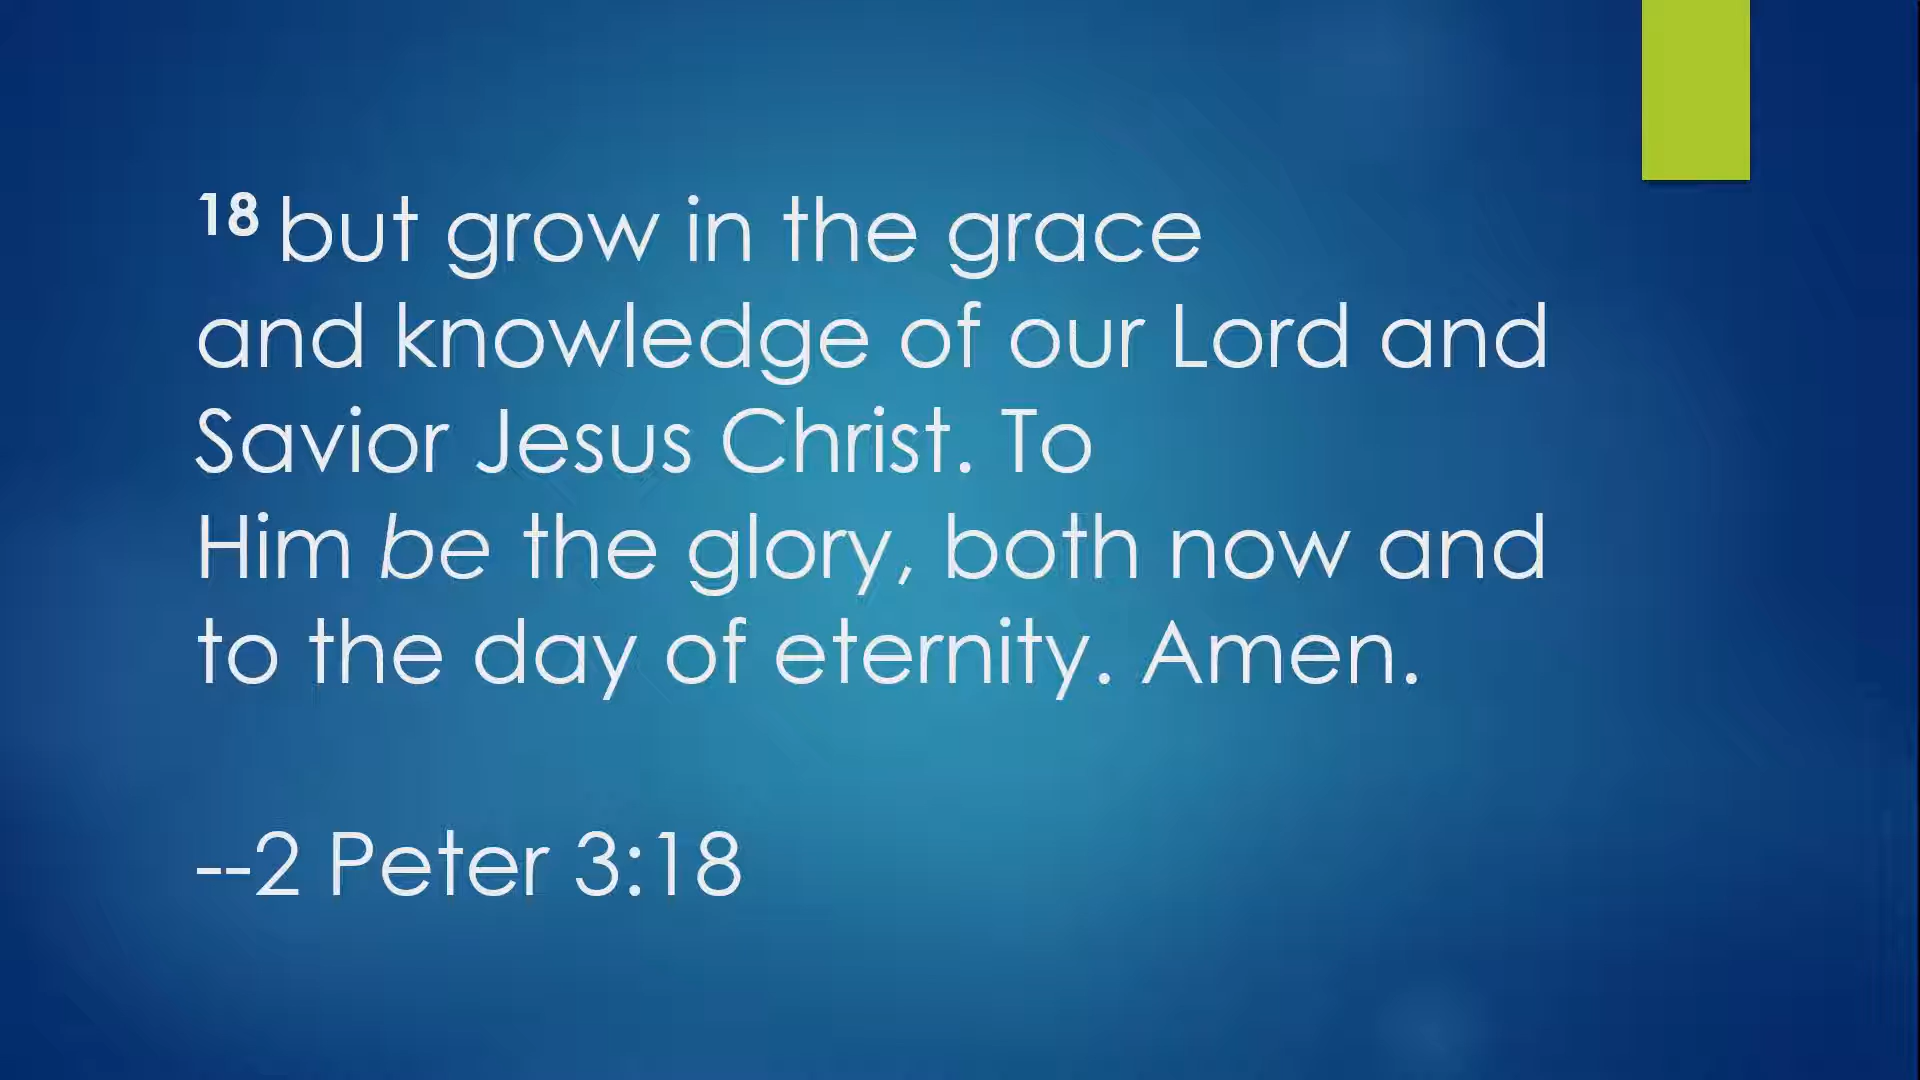 18 but grow in the grace
and knowledge of our Lord and
Savior Jesus Christ. To
Him be the glory, both now and
to the day of eternity. Amen.
--2 Peter 3:18